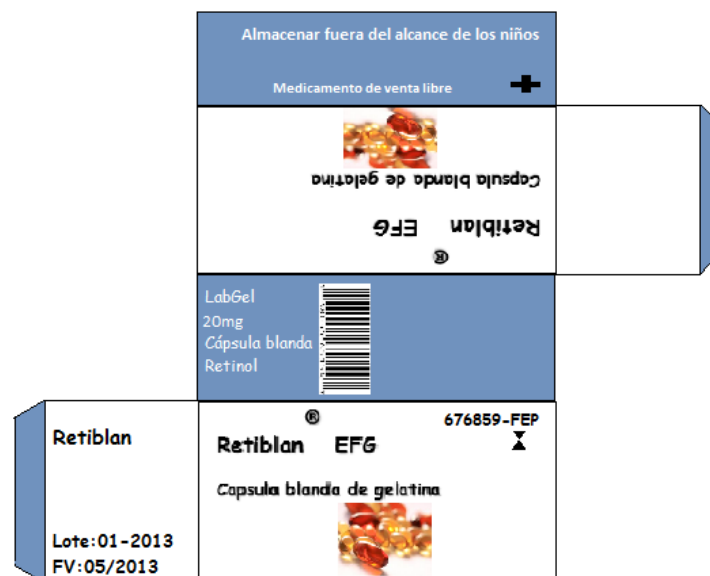 Almacenar fuera del alcance de los niños
Medicamento de venta libre
Capsula blanda de gelatina
Retiblan EFG
®
LabGel
20mg
Cápsula blanda
Retinol
®
676859-FEP
Retiblan EFG
Capsula blanda de gelatina
Retiblan
Lote:01-2013
FV:05/2013